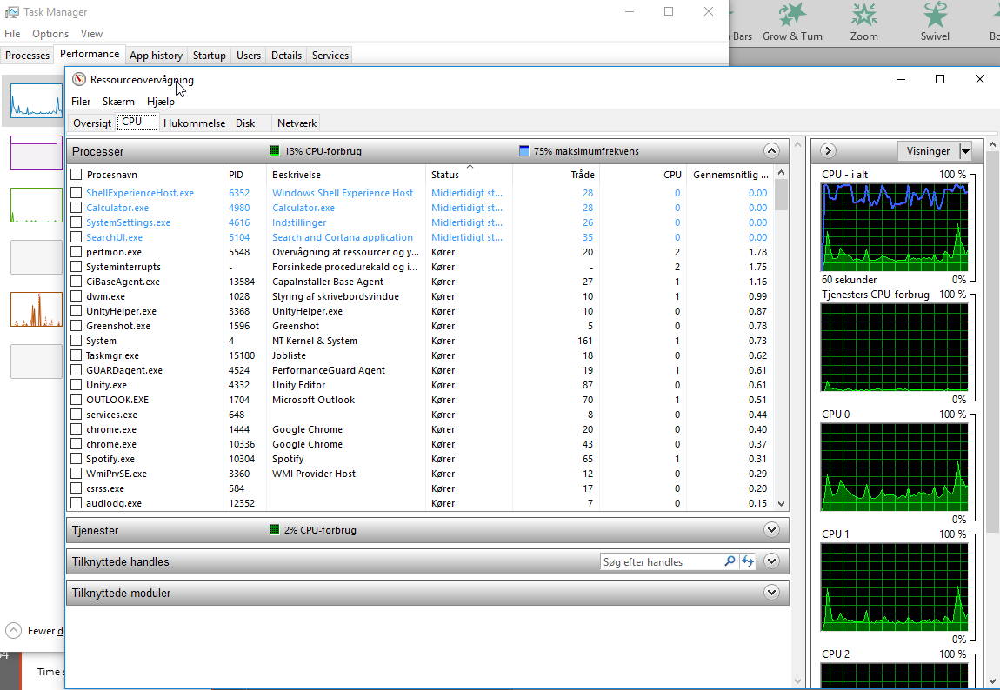 Task Manager
Bars Grow & Turn Zoom Swivel
File Options View
Processes Performance App history Startup Users Details Services
Ressourceovervågning
Filer Skærm Hjælp
Oversigt CPU Hukommelse Disk Netværk
Processer 13% CPU-forbrug 75% maksimumfrekvens
Procesnavn PID Beskrivelse Status Tråde CPU Gennemsnitlig ...
ShellExperienceHost.exe 6352 Windows Shell Experience Host Midlertidigt st... 28 0 0.00
Calculator.exe 4980 Calculator.exe Midlertidigt st... 28 0 0.00
SystemSettings.exe 4616 Indstillinger Midlertidigt st... 26 0 0.00
SearchUI.exe 5104 Search and Cortana application Midlertidigt st... 35 0 0.00
perfmon.exe 5548 Overvågning af ressourcer og y... Kører 20 2 1.78
Systeminterrupts - Forsinkede procedurekald og i... Kører - 2 1.75
CiBaseAgent.exe 13584 CapaInstaller Base Agent Kører 27 1 1.16
dwm.exe 1028 Styring af skrivebordsvindue Kører 10 1 0.99
UnityHelper.exe 3368 UnityHelper.exe Kører 10 0 0.87
Greenshot.exe 1596 Greenshot Kører 5 0 0.78
System 4 NT Kernel & System Kører 161 1 0.73
Taskmgr.exe 15180 Jobliste Kører 18 0 0.62
GUARDagent.exe 4524 PerformanceGuard Agent Kører 19 1 0.61
Unity.exe 4332 Unity Editor Kører 87 0 0.61
OUTLOOK.EXE 1704 Microsoft Outlook Kører 70 1 0.51
services.exe 648 Kører 8 0 0.44
chrome.exe 1444 Google Chrome Kører 20 0 0.40
chrome.exe 10336 Google Chrome Kører 43 0 0.37
Spotify.exe 10304 Spotify Kører 65 1 0.31
WmiPrvSE.exe 3360 WMI Provider Host Kører 12 0 0.29
csrss.exe 584 Kører 17 0 0.20
audiodg.exe 12352 Kører 7 0 0.15
Tjenester 2% CPU-forbrug
Tilknyttede handles Søg efter handles
Tilknyttede moduler
Visninger
CPU - i alt 100 %
60 sekunder 0%
Tjenesters CPU-forbrug 100 %
0%
CPU 0 100 %
0%
CPU 1 100 %
0%
CPU 2 100 %
Fewer d
Time